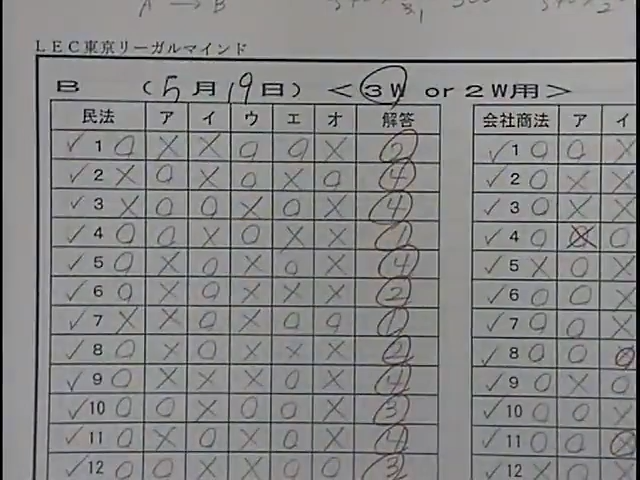 A → B
LEC東京リーガルマインド
B (5月19日) <3W or 2W用>
民法 ア イ ウ エ オ 解答 会社商法 ア イ
✓1 ○ × × ○ ○ × ② ✓1 ○ ○ ×
✓2 × ○ × ○ × ○ ④ ✓2 ○ × ×
✓3 × ○ ○ × ○ × ④ ✓3 ○ × ×
✓4 ○ ○ × ○ × × ✓4 ○ ○
✓5 ○ × ○ × ○ × ④ ✓5 × ○ ×
✓6 ○ × ○ × × × ② ✓6 ○ ○ ×
✓7 × × ○ × ○ ○ ① ✓7 ○ ○ ×
✓8 ○ × ○ × × × ② ✓8 ○ ○
✓9 ○ × × × ○ × ④ ✓9 ○ × ○
✓10 ○ ○ × ○ ○ × ③ ✓10 ○ ○ ×
✓11 ○ × ○ × ○ × ④ ✓11 ○ ○
✓12 ○ ○ × × ○ ○ ③ ✓12 × ○ ×